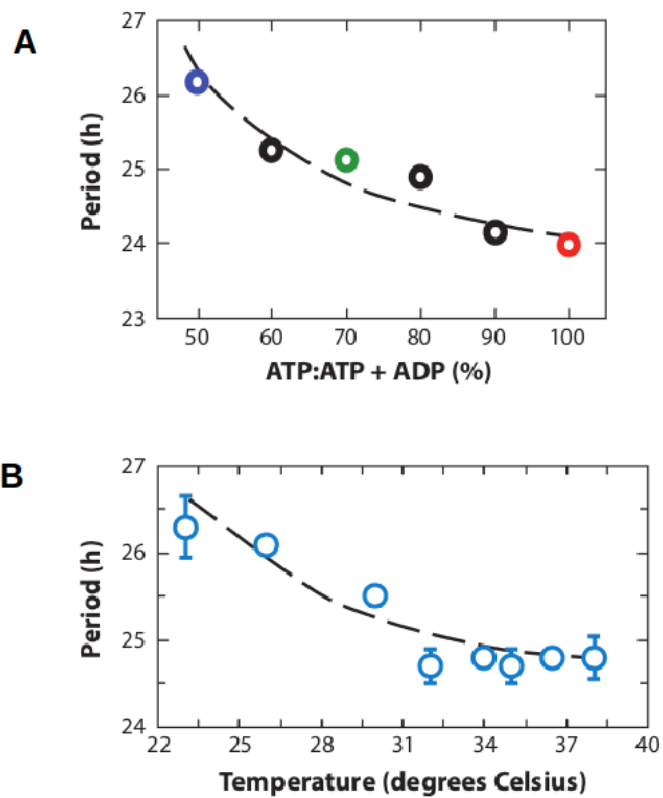 A
27
26
25
24
23
Period (h)
50 60 70 80 90 100
ATP:ATP + ADP (%)
B
27
26
25
24
Period (h)
22 25 28 31 34 37 40
Temperature (degrees Celsius)